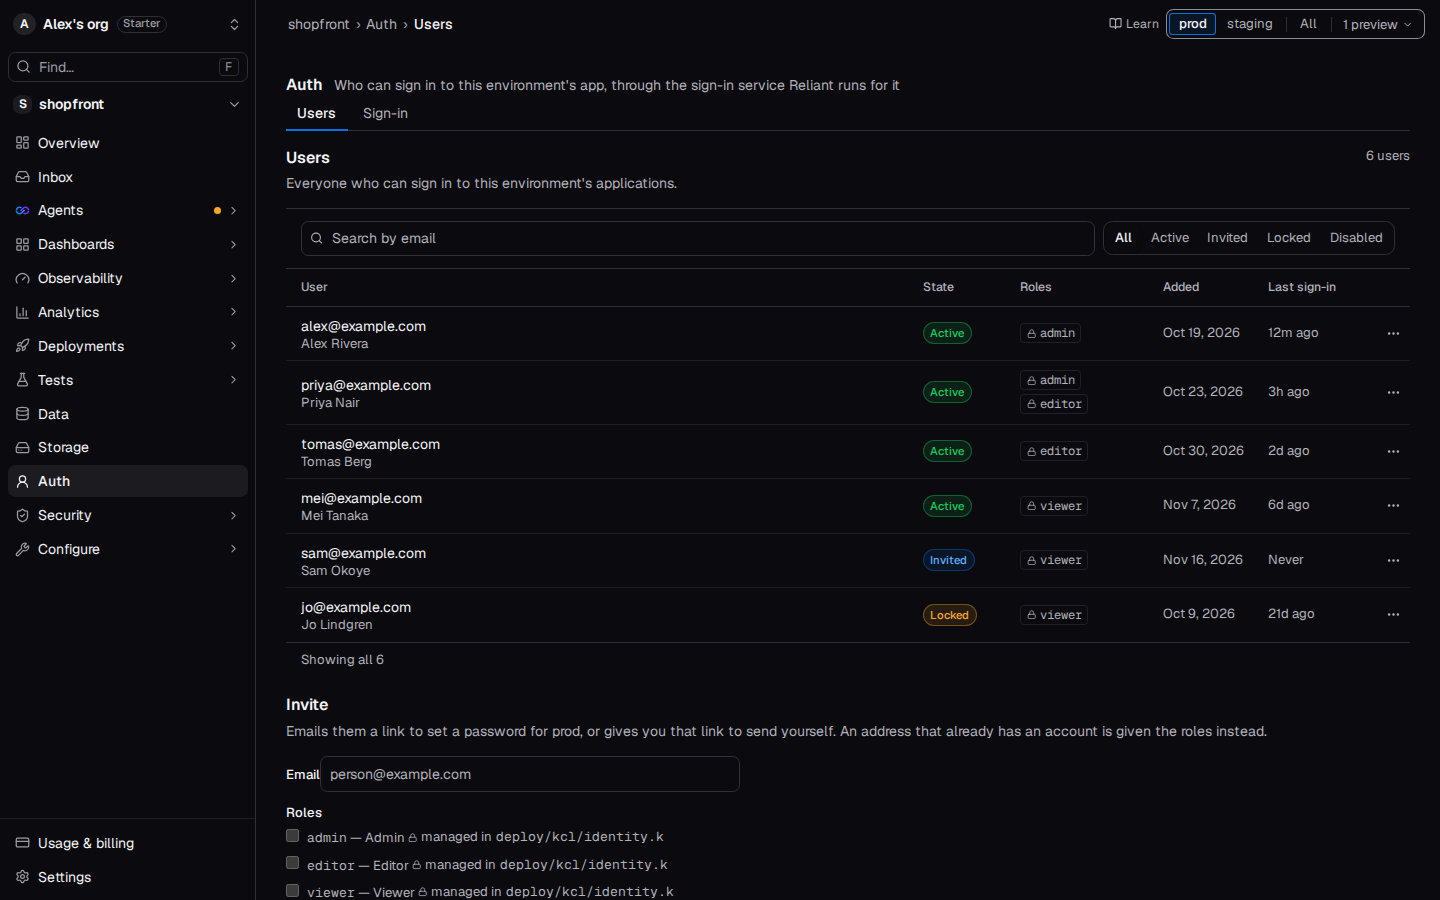 A Alex's org Starter
Find... F
S shopfront
Overview
Inbox
Agents
Dashboards
Observability
Analytics
Deployments
Tests
Data
Storage
Auth
Security
Configure
Usage & billing
Settings
shopfront › Auth › Users
Learn prod staging All 1 preview
Auth Who can sign in to this environment's app, through the sign-in service Reliant runs for it
Users Sign-in
Users 6 users
Everyone who can sign in to this environment's applications.
Search by email All Active Invited Locked Disabled
User State Roles Added Last sign-in
alex@example.com
Alex Rivera Active admin Oct 19, 2026 12m ago
priya@example.com
Priya Nair Active admin editor Oct 23, 2026 3h ago
tomas@example.com
Tomas Berg Active editor Oct 30, 2026 2d ago
mei@example.com
Mei Tanaka Active viewer Nov 7, 2026 6d ago
sam@example.com
Sam Okoye Invited viewer Nov 16, 2026 Never
jo@example.com
Jo Lindgren Locked viewer Oct 9, 2026 21d ago
Showing all 6
Invite
Emails them a link to set a password for prod, or gives you that link to send yourself. An address that already has an account is given the roles instead.
Email person@example.com
Roles
admin — Admin managed in deploy/kcl/identity.k
editor — Editor managed in deploy/kcl/identity.k
viewer — Viewer managed in deploy/kcl/identity.k